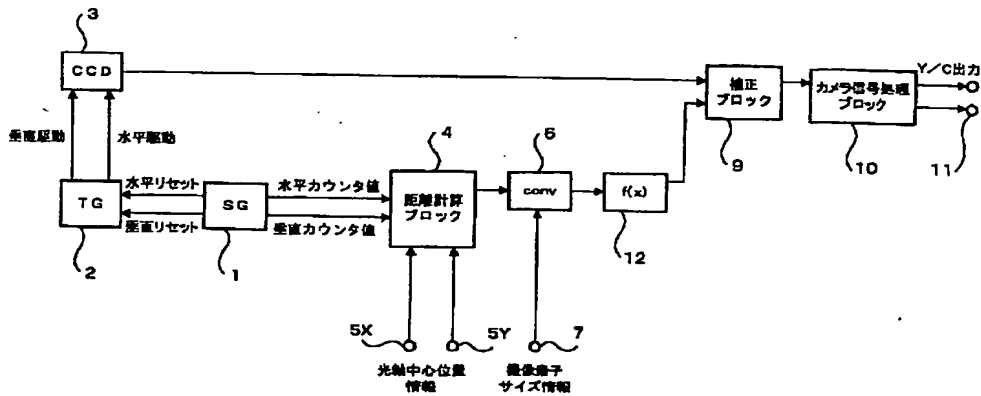 3
CCD
垂直駆動
水平駆動
TG
2
水平リセット
垂直リセット
SG
1
水平カウンタ値
垂直カウンタ値
4
距離計算
ブロック
5X
5Y
光軸中心位置
情報
6
conv
7
撮像素子
サイズ情報
f(x)
12
補正
ブロック
9
カメラ信号処理
ブロック
10
Y/C出力
11